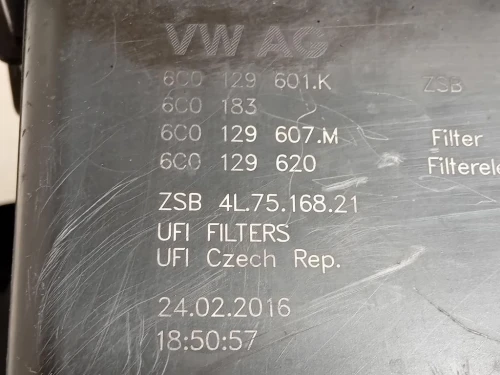 VW AG
6C0 129 601.K ZSB
6C0 183
6C0 129 607.M Filter
6C0 129 620 Filterele
ZSB 4L.75.168.21
UFI FILTERS
UFI Czech Rep.
24.02.2016
18:50:57